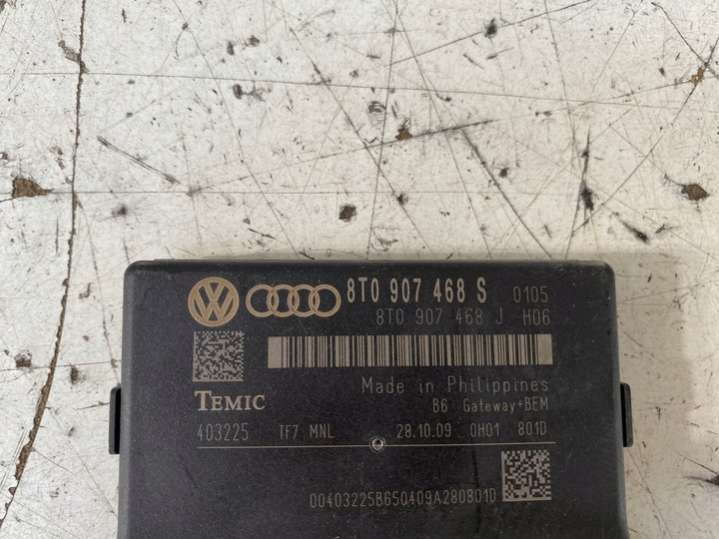 8T0 907 468 S 0105
8T0 907 468 J H06
Made in Philippines
TEMIC
B6 Gateway+BEM
403225 TF7 MNL 28.10.09 0H01 801D
00403225B650409A2808010